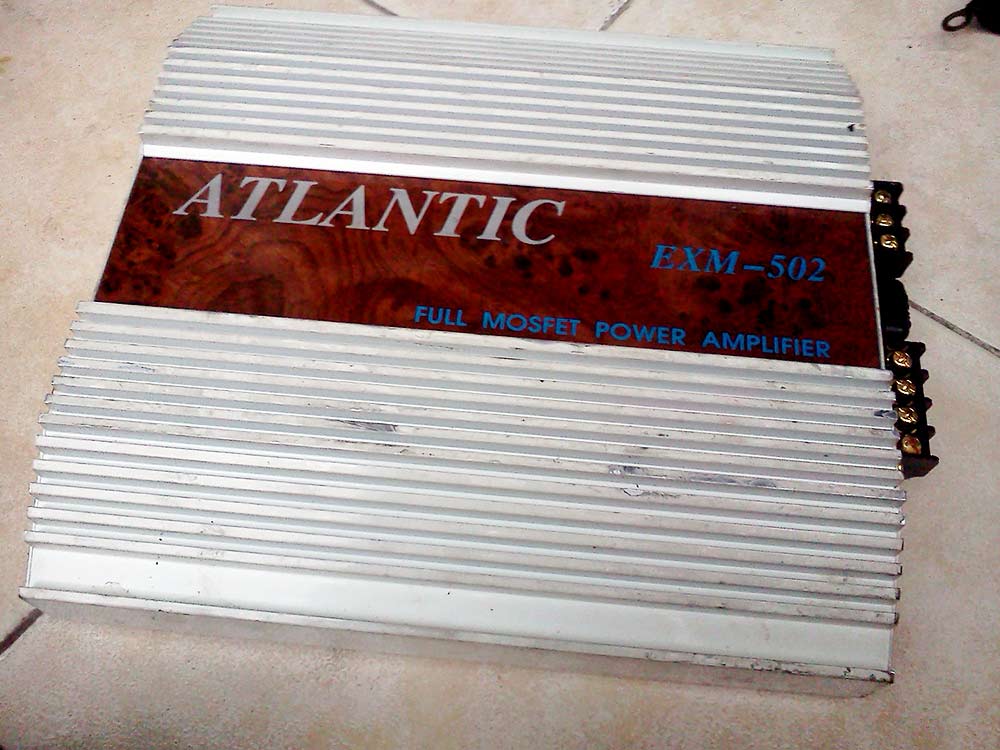 ATLANTIC
EXM-502
FULL MOSFET POWER AMPLIFIER